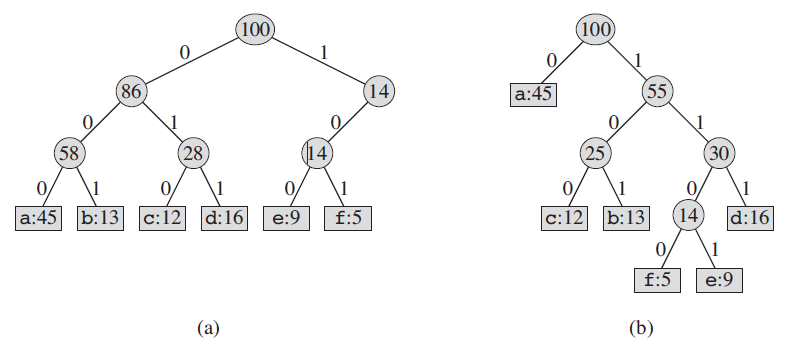 100 100
0 1 0 1
86 14 a:45 55
0 1 0 0 1
58 28 14 25 30
0 1 0 1 0 1 0 1 0 1
a:45 b:13 c:12 d:16 e:9 f:5 c:12 b:13 14 d:16
0 1
f:5 e:9
(a) (b)